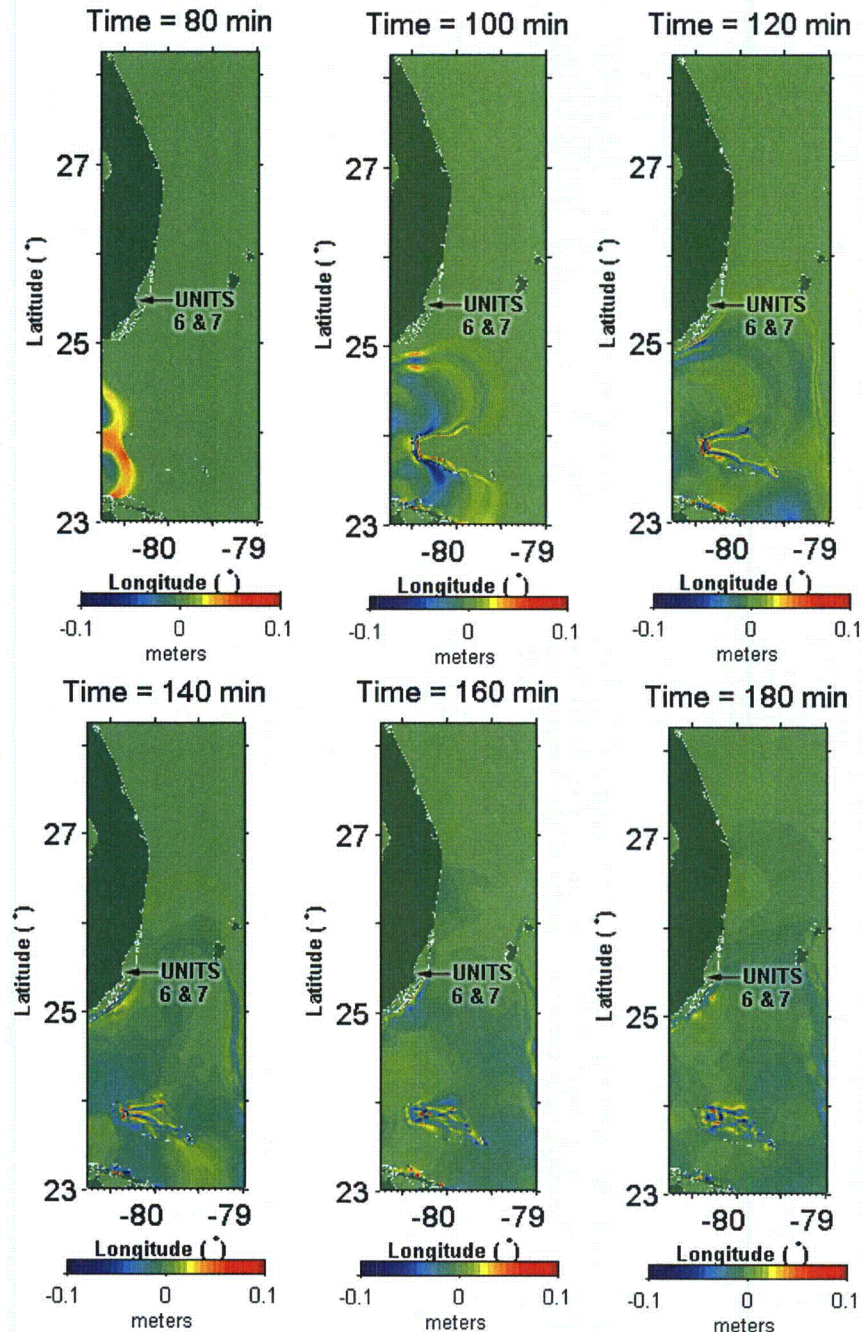 Time = 80 min
27
25
23
Latitude (°)
UNITS
6 & 7
-80 -79
Longitude (°)
-0.1 0 0.1
meters
Time = 100 min
27
25
23
Latitude (°)
UNITS
6 & 7
-80 -79
Longitude (°)
-0.1 0 0.1
meters
Time = 120 min
27
25
23
Latitude (°)
UNITS
6 & 7
-80 -79
Longitude (°)
-0.1 0 0.1
meters
Time = 140 min
27
25
23
Latitude (°)
UNITS
6 & 7
-80 -79
Longitude (°)
-0.1 0 0.1
meters
Time = 160 min
27
25
23
Latitude (°)
UNITS
6 & 7
-80 -79
Longitude (°)
-0.1 0 0.1
meters
Time = 180 min
27
25
23
Latitude (°)
UNITS
6 & 7
-80 -79
Longitude (°)
-0.1 0 0.1
meters